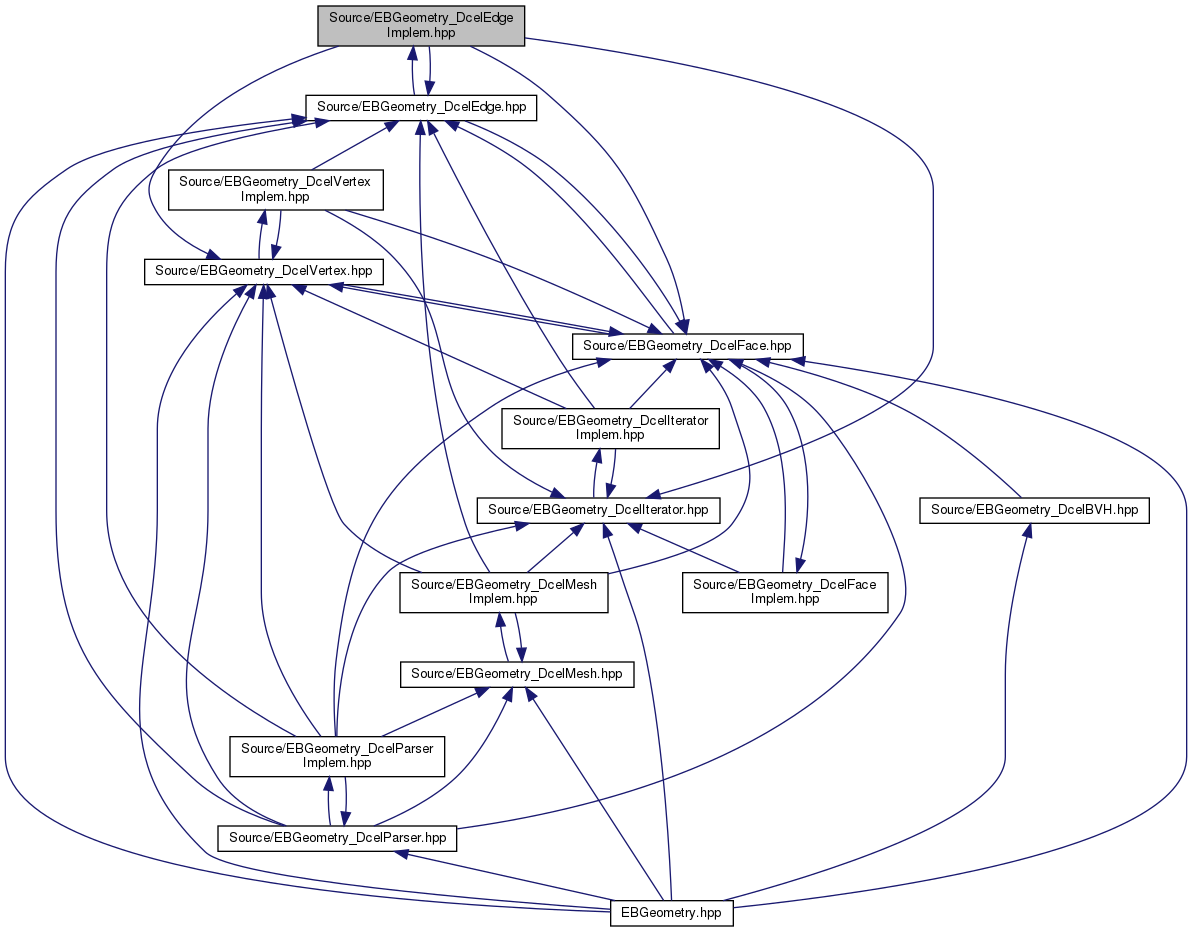 Source/EBGeometry_DcelEdge
Implem.hpp
Source/EBGeometry_DcelEdge.hpp
Source/EBGeometry_DcelVertex
Implem.hpp
Source/EBGeometry_DcelVertex.hpp
Source/EBGeometry_DcelFace.hpp
Source/EBGeometry_DcelIterator
Implem.hpp
Source/EBGeometry_DcelIterator.hpp
Source/EBGeometry_DcelBVH.hpp
Source/EBGeometry_DcelMesh
Implem.hpp
Source/EBGeometry_DcelFace
Implem.hpp
Source/EBGeometry_DcelMesh.hpp
Source/EBGeometry_DcelParser
Implem.hpp
Source/EBGeometry_DcelParser.hpp
EBGeometry.hpp